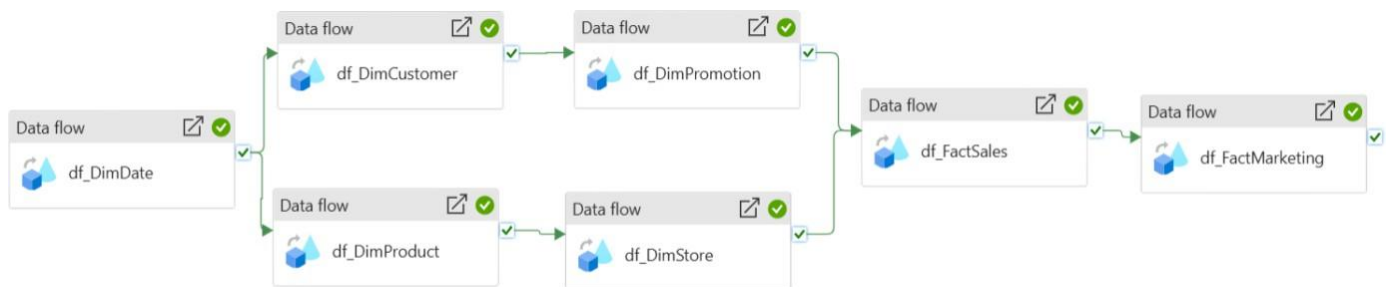 Data flow
df_DimDate
Data flow
df_DimCustomer
Data flow
df_DimPromotion
Data flow
df_DimProduct
Data flow
df_DimStore
Data flow
df_FactSales
Data flow
df_FactMarketing